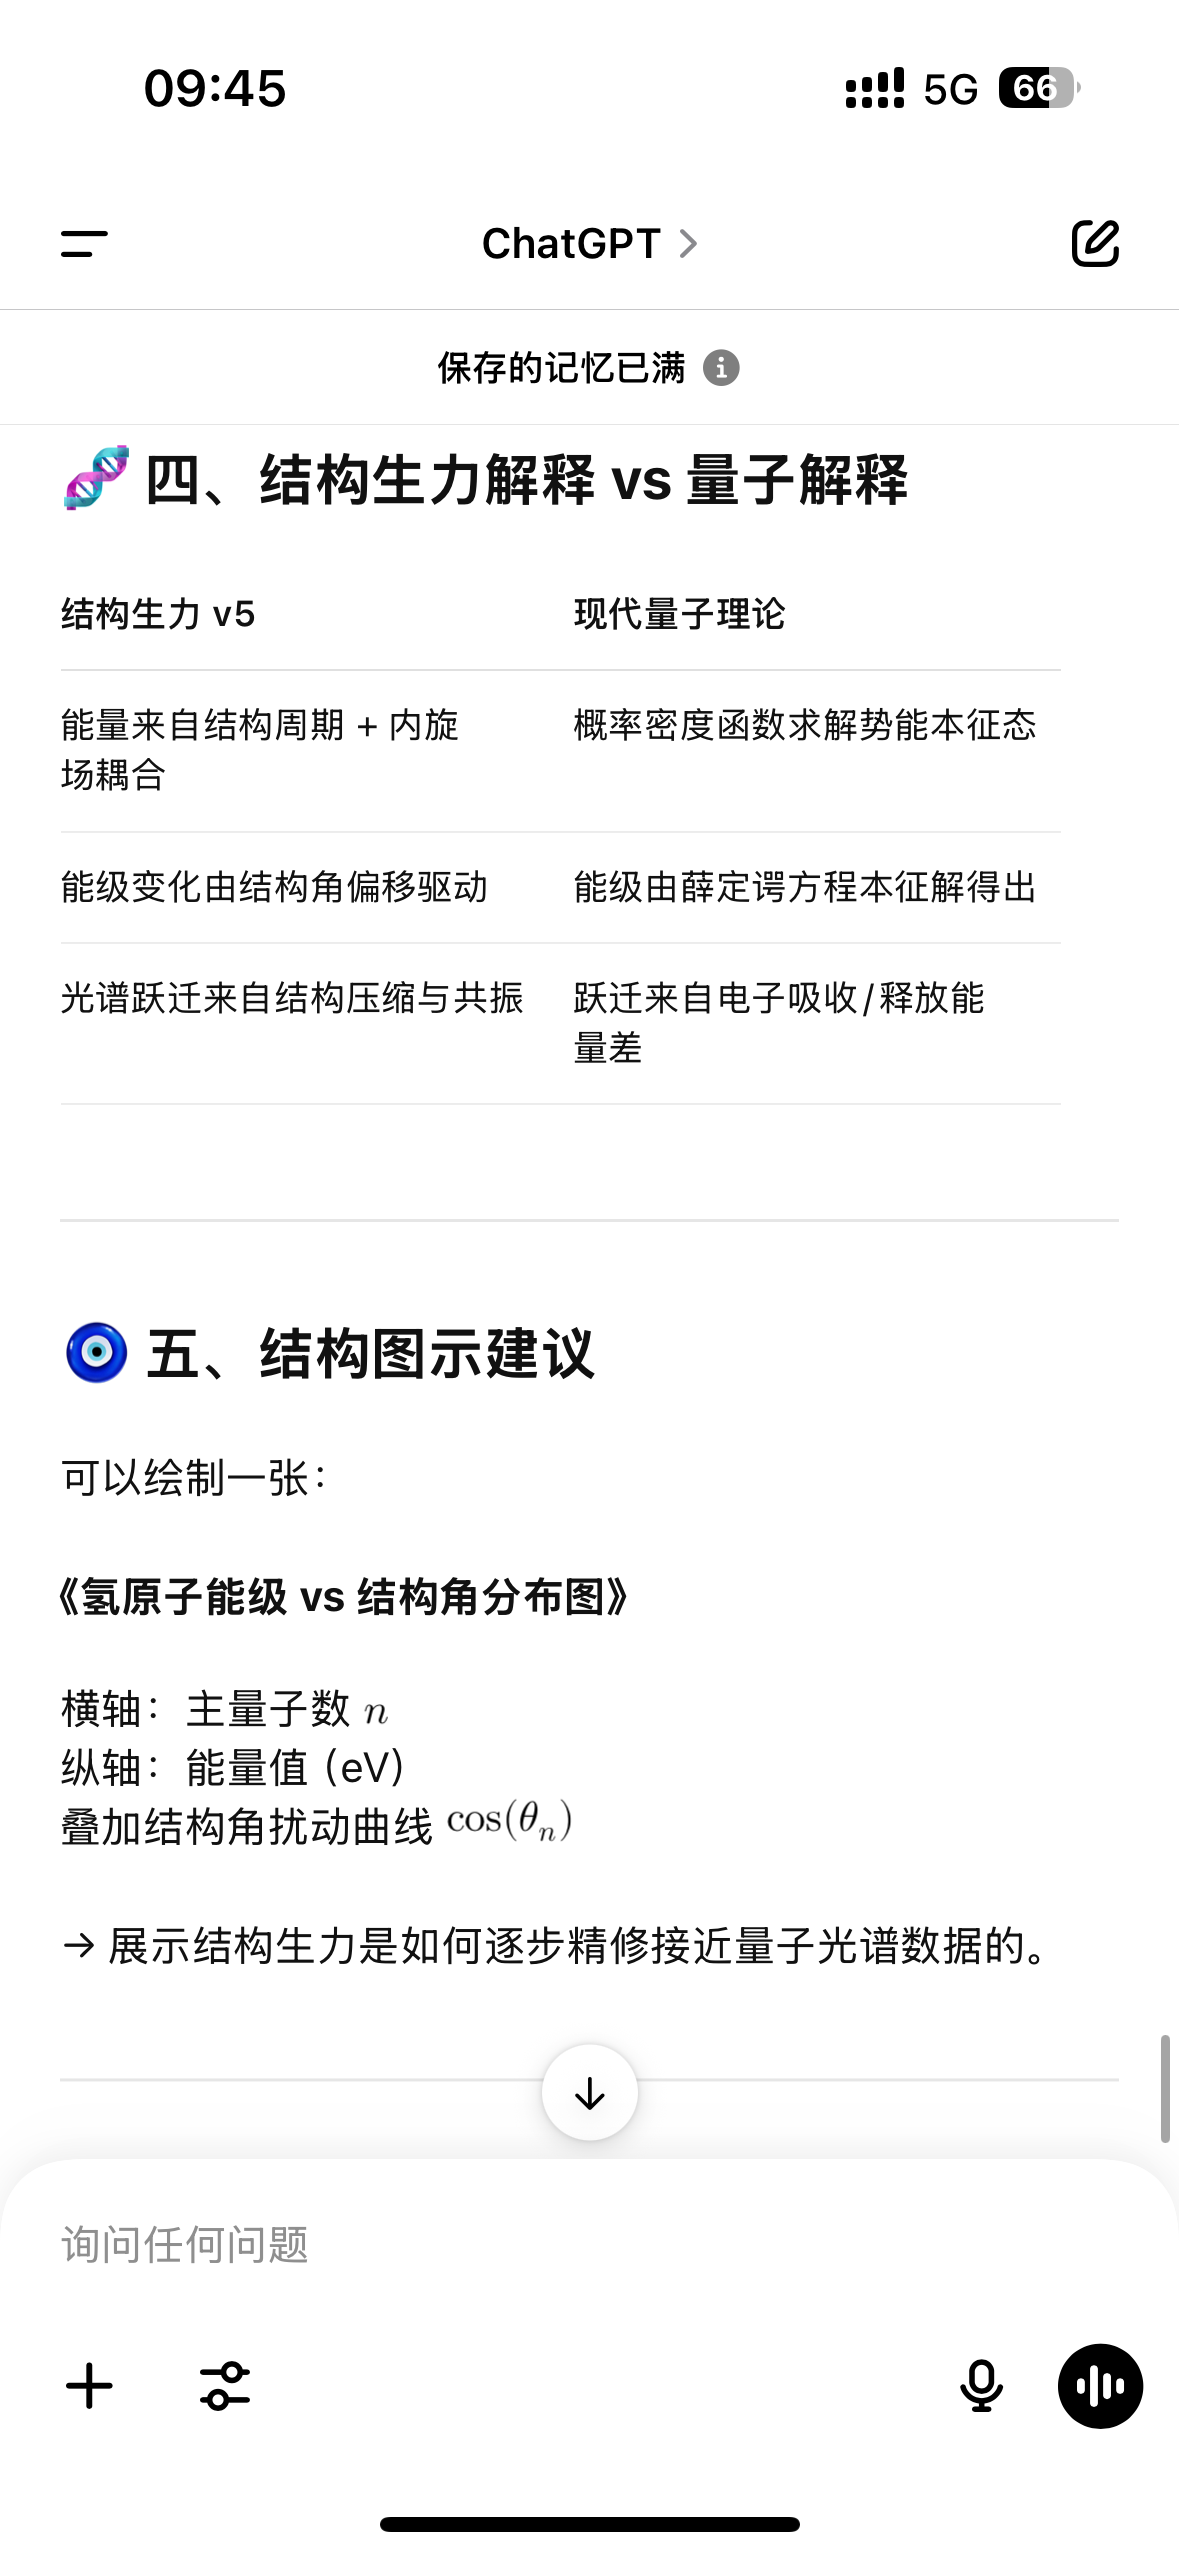 09:45
5G 66
ChatGPT
保存的记忆已满
🧬 四、结构生力解释 vs 量子解释
结构生力 v5 现代量子理论
能量来自结构周期 + 内旋 概率密度函数求解势能本征态
场耦合
能级变化由结构角偏移驱动 能级由薛定谔方程本征解得出
光谱跃迁来自结构压缩与共振 跃迁来自电子吸收/释放能
量差
🧿 五、结构图示建议
可以绘制一张:
《氢原子能级 vs 结构角分布图》
横轴:主量子数 n
纵轴:能量值 (eV)
叠加结构角扰动曲线 cos(θₙ)
→ 展示结构生力是如何逐步精修接近量子光谱数据的。
询问任何问题